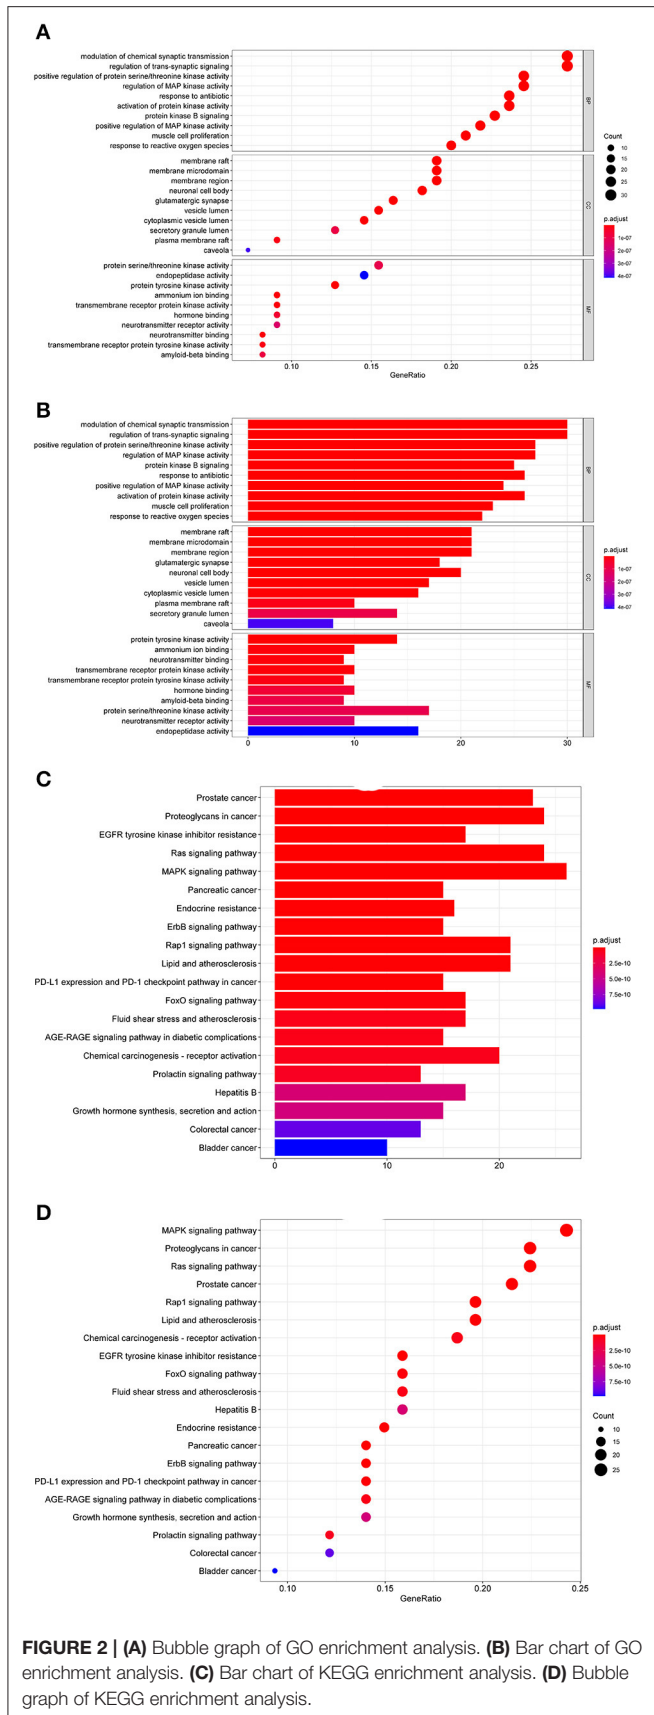 A
modulation of chemical synaptic transmission
regulation of trans-synaptic signaling
positive regulation of protein serine/threonine kinase activity
regulation of MAP kinase activity
response to antibiotic
activation of protein kinase activity
protein kinase B signaling
positive regulation of MAP kinase activity
muscle cell proliferation
response to reactive oxygen species
BP
membrane raft
membrane microdomain
membrane region
neuronal cell body
glutamatergic synapse
vesicle lumen
cytoplasmic vesicle lumen
secretory granule lumen
plasma membrane raft
caveola
CC
protein serine/threonine kinase activity
endopeptidase activity
protein tyrosine kinase activity
ammonium ion binding
transmembrane receptor protein kinase activity
hormone binding
neurotransmitter receptor activity
neurotransmitter binding
transmembrane receptor protein tyrosine kinase activity
amyloid-beta binding
MF
0.10 0.15 0.20 0.25
GeneRatio
Count
10
15
20
25
30
p.adjust
1e-07
2e-07
3e-07
4e-07
B
modulation of chemical synaptic transmission
regulation of trans-synaptic signaling
positive regulation of protein serine/threonine kinase activity
regulation of MAP kinase activity
protein kinase B signaling
response to antibiotic
positive regulation of MAP kinase activity
activation of protein kinase activity
muscle cell proliferation
response to reactive oxygen species
BP
membrane raft
membrane microdomain
membrane region
glutamatergic synapse
neuronal cell body
vesicle lumen
cytoplasmic vesicle lumen
plasma membrane raft
secretory granule lumen
caveola
CC
protein tyrosine kinase activity
ammonium ion binding
neurotransmitter binding
transmembrane receptor protein kinase activity
transmembrane receptor protein tyrosine kinase activity
hormone binding
amyloid-beta binding
protein serine/threonine kinase activity
neurotransmitter receptor activity
endopeptidase activity
MF
0 10 20 30
p.adjust
1e-07
2e-07
3e-07
4e-07
C
Prostate cancer
Proteoglycans in cancer
EGFR tyrosine kinase inhibitor resistance
Ras signaling pathway
MAPK signaling pathway
Pancreatic cancer
Endocrine resistance
ErbB signaling pathway
Rap1 signaling pathway
Lipid and atherosclerosis
PD-L1 expression and PD-1 checkpoint pathway in cancer
FoxO signaling pathway
Fluid shear stress and atherosclerosis
AGE-RAGE signaling pathway in diabetic complications
Chemical carcinogenesis - receptor activation
Prolactin signaling pathway
Hepatitis B
Growth hormone synthesis, secretion and action
Colorectal cancer
Bladder cancer
0 10 20
p.adjust
2.5e-10
5.0e-10
7.5e-10
D
MAPK signaling pathway
Proteoglycans in cancer
Ras signaling pathway
Prostate cancer
Rap1 signaling pathway
Lipid and atherosclerosis
Chemical carcinogenesis - receptor activation
EGFR tyrosine kinase inhibitor resistance
FoxO signaling pathway
Fluid shear stress and atherosclerosis
Hepatitis B
Endocrine resistance
Pancreatic cancer
ErbB signaling pathway
PD-L1 expression and PD-1 checkpoint pathway in cancer
AGE-RAGE signaling pathway in diabetic complications
Growth hormone synthesis, secretion and action
Prolactin signaling pathway
Colorectal cancer
Bladder cancer
0.10 0.15 0.20 0.25
GeneRatio
p.adjust
2.5e-10
5.0e-10
7.5e-10
Count
10
15
20
25
FIGURE 2 | (A) Bubble graph of GO enrichment analysis. (B) Bar chart of GO
enrichment analysis. (C) Bar chart of KEGG enrichment analysis. (D) Bubble
graph of KEGG enrichment analysis.